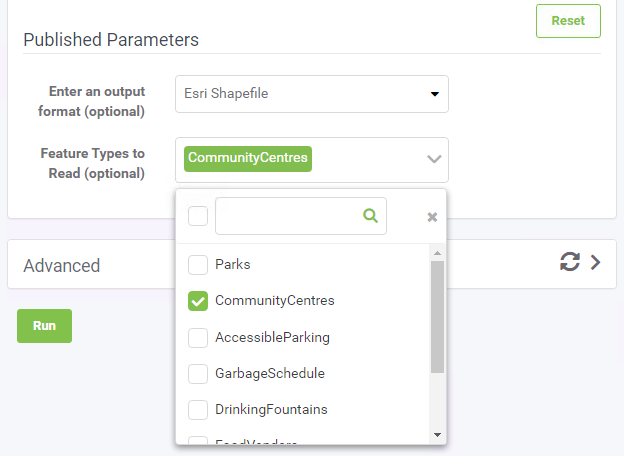 Reset
Published Parameters
Enter an output
format (optional)
Esri Shapefile
Feature Types to
Read (optional)
CommunityCentres
Advanced
Run
Parks
CommunityCentres
AccessibleParking
GarbageSchedule
DrinkingFountains
FoodVendors